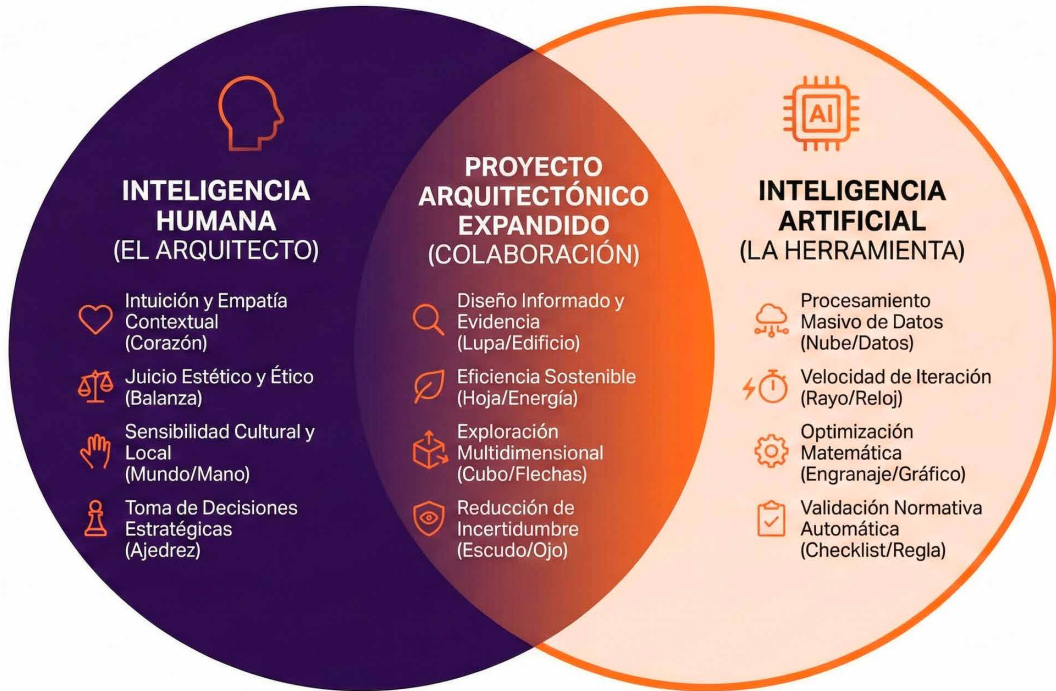 INTELIGENCIA
HUMANA
(EL ARQUITECTO)
Intuición y Empatía
Contextual
(Corazón)
Juicio Estético y Ético
(Balanza)
Sensibilidad Cultural y
Local
(Mundo/Mano)
Toma de Decisiones
Estratégicas
(Ajedrez)
PROYECTO
ARQUITECTÓNICO
EXPANDIDO
(COLABORACIÓN)
Diseño Informado y
Evidencia
(Lupa/Edificio)
Eficiencia Sostenible
(Hoja/Energía)
Exploración
Multidimensional
(Cubo/Flechas)
Reducción de
Incertidumbre
(Escudo/Ojo)
AI
INTELIGENCIA
ARTIFICIAL
(LA HERRAMIENTA)
Procesamiento
Masivo de Datos
(Nube/Datos)
Velocidad de Iteración
(Rayo/Reloj)
Optimización
Matemática
(Engranaje/Gráfico)
Validación Normativa
Automática
(Checklist/Regla)